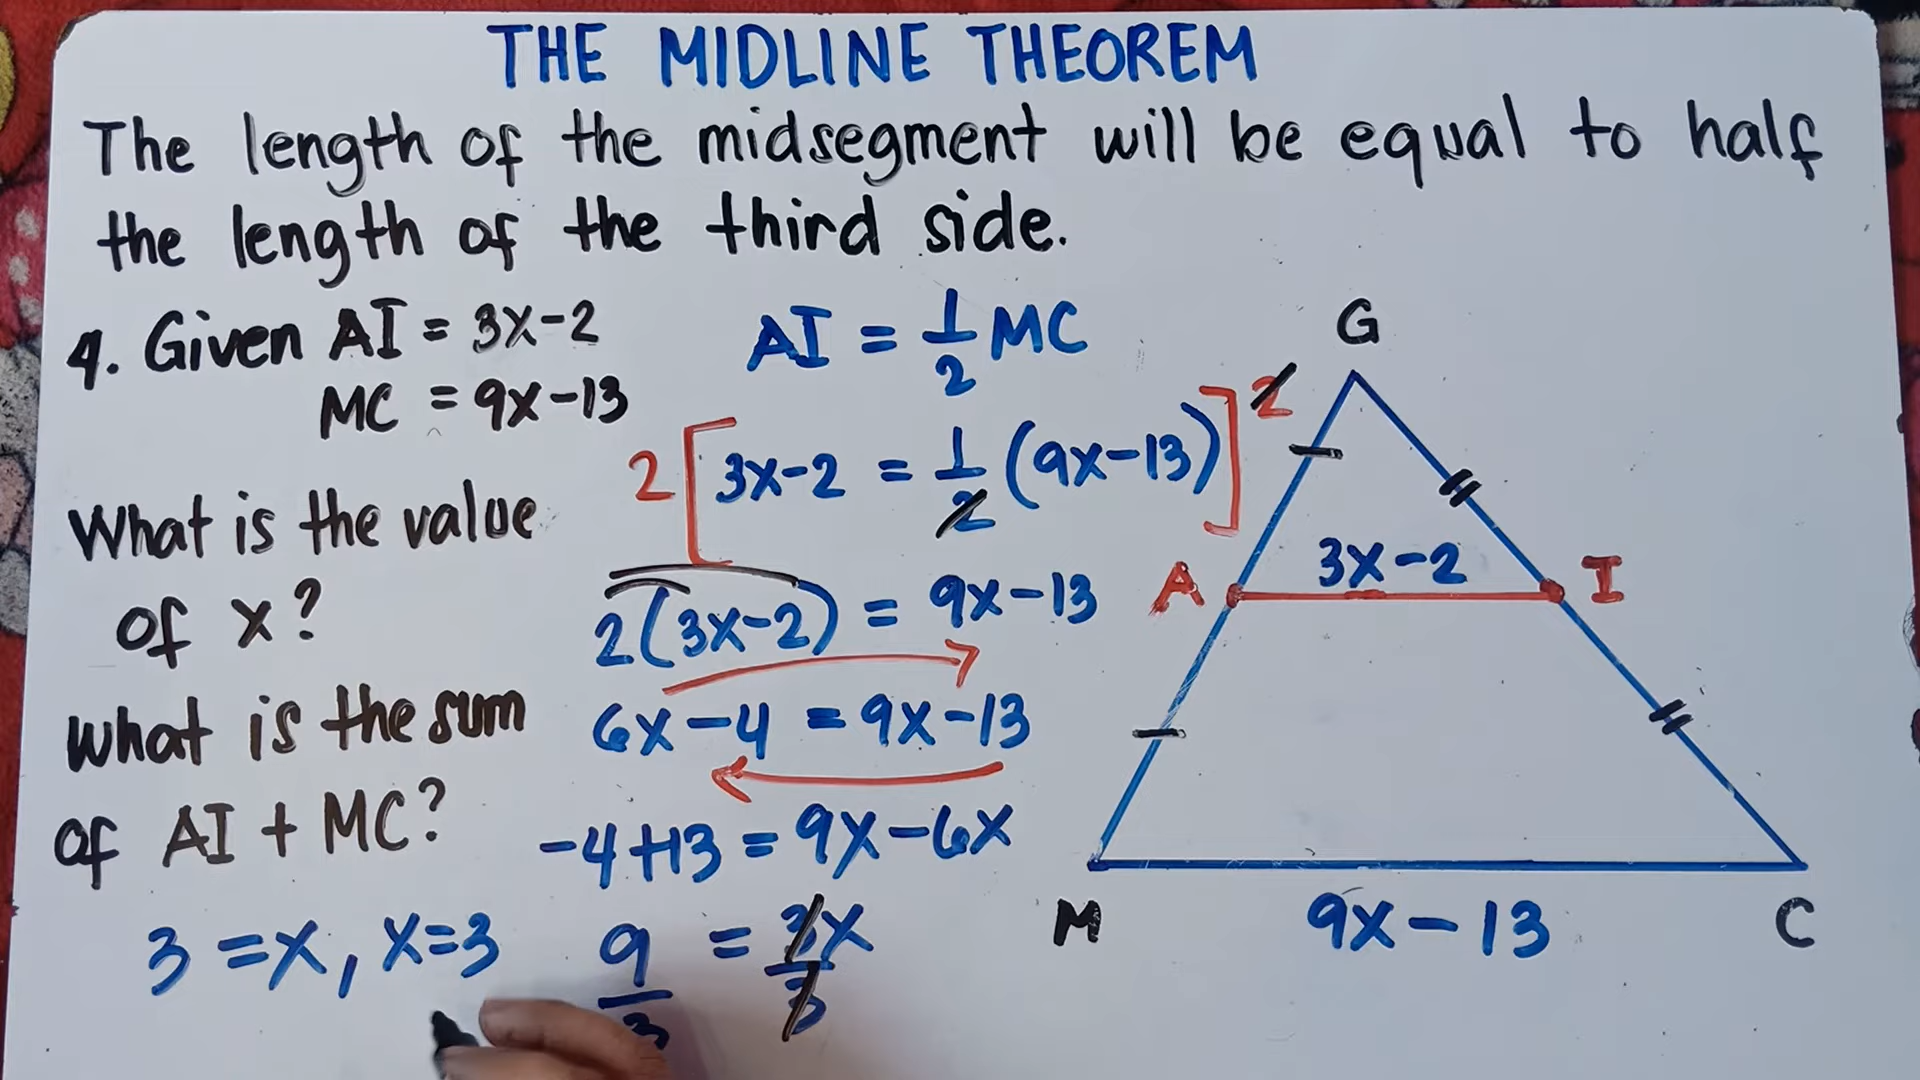 THE MIDLINE THEOREM
The length of the midsegment will be equal to half
the length of the third side.
4. Given AI = 3x-2
MC = 9x-13
What is the value
of x?
What is the sum
of AI + MC?
3 = x, x=3
AI = 1/2 MC
2[3x-2 = 1/2 (9x-13)]2
2(3x-2) = 9x-13
6x-4 = 9x-13
-4+13 = 9x-6x
9/3 = 3x/3
G
A
3x-2
I
M
9x-13
C